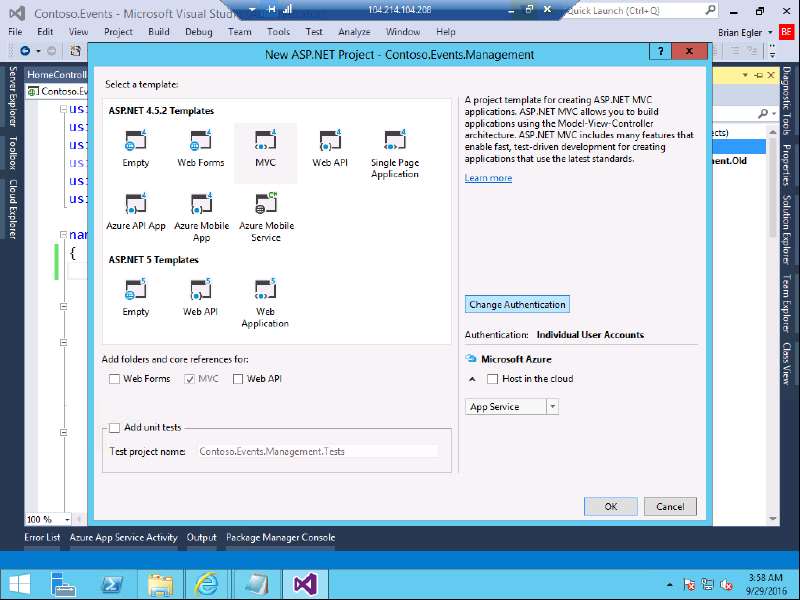 Contoso.Events - Microsoft Visual Stu
104.214.104.208
Quick Launch (Ctrl+Q)
File Edit View Project Build Debug Team Tools Test Analyze Window Help
Brian Egler
BE
New ASP.NET Project - Contoso.Events.Management
? x
HomeControll
Contoso.Ev
Server Explorer
Toolbox
Cloud Explorer
usi
usi
usi
usi
usi
usi
nam
{
100 %
Select a template:
ASP.NET 4.5.2 Templates
Empty
Web Forms
MVC
Web API
Single Page
Application
Azure API App
Azure Mobile
App
Azure Mobile
Service
ASP.NET 5 Templates
Empty
Web API
Web
Application
Add folders and core references for:
Web Forms MVC Web API
Add unit tests
Test project name: Contoso.Events.Management.Tests
A project template for creating ASP.NET MVC
applications. ASP.NET MVC allows you to build
applications using the Model-View-Controller
architecture. ASP.NET MVC includes many features that
enable fast, test-driven development for creating
applications that use the latest standards.
Learn more
Change Authentication
Authentication: Individual User Accounts
Microsoft Azure
Host in the cloud
App Service
OK Cancel
ects)
ment.Old
Diagnostic Tools
Properties
Solution Explorer
Team Explorer
Class View
Error List Azure App Service Activity Output Package Manager Console
3:58 AM
9/29/2016